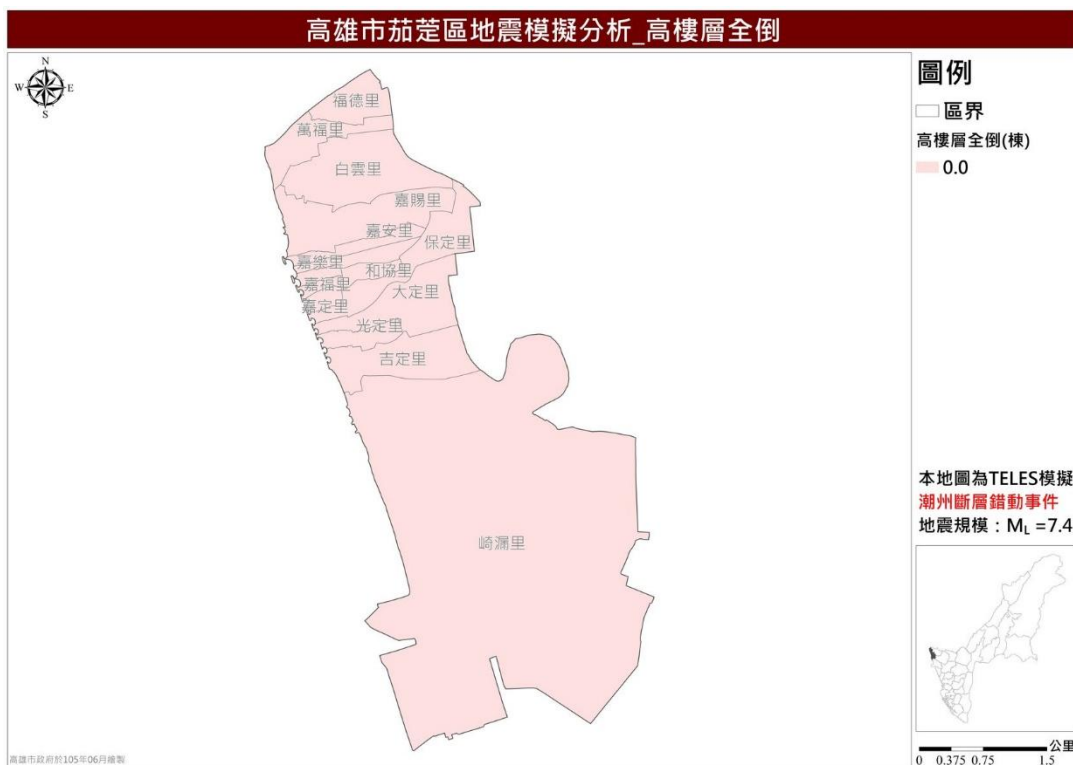 高雄市茄萣區地震模擬分析_高樓層全倒
N
W
E
S
圖例
區界
高樓層全倒(棟)
0.0
福德里
萬福里
白雲里
嘉賜里
嘉安里
保定里
嘉樂里
和協里
嘉福里
大定里
嘉定里
光定里
吉定里
崎漏里
本地圖為TELES模擬
潮州斷層錯動事件
地震規模：ML =7.4
公里
0 0.375 0.75 1.5
高雄市政府於105年06月繪製